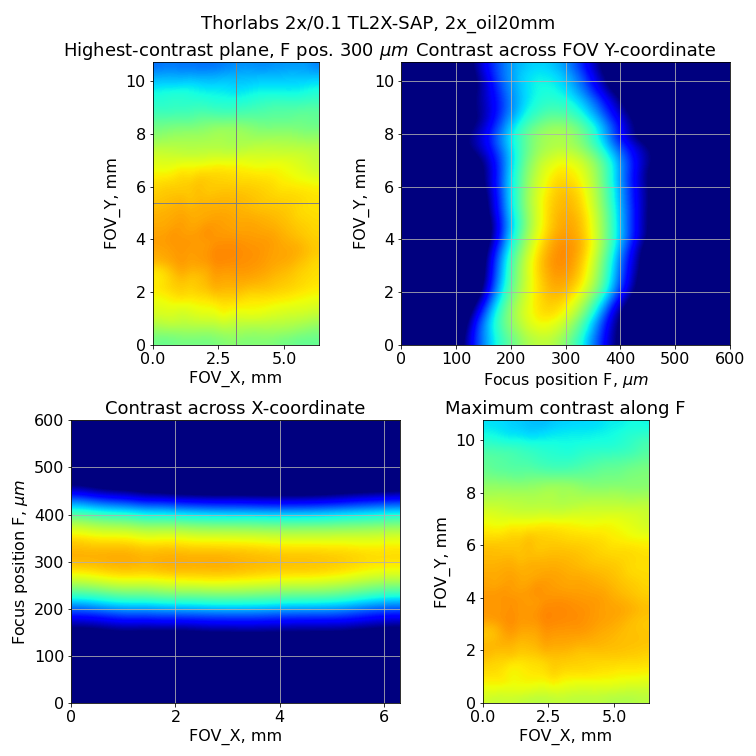 Thorlabs 2x/0.1 TL2X-SAP, 2x_oil20mm
Highest-contrast plane, F pos. 300 μm
Contrast across FOV Y-coordinate
10
8
6
4
2
0
FOV_Y, mm
0.0 2.5 5.0
FOV_X, mm
10
8
6
4
2
0
FOV_Y, mm
0 100 200 300 400 500 600
Focus position F, μm
Contrast across X-coordinate
600
500
400
300
200
100
0
Focus position F, μm
0 2 4 6
FOV_X, mm
Maximum contrast along F
10
8
6
4
2
0
FOV_Y, mm
0.0 2.5 5.0
FOV_X, mm